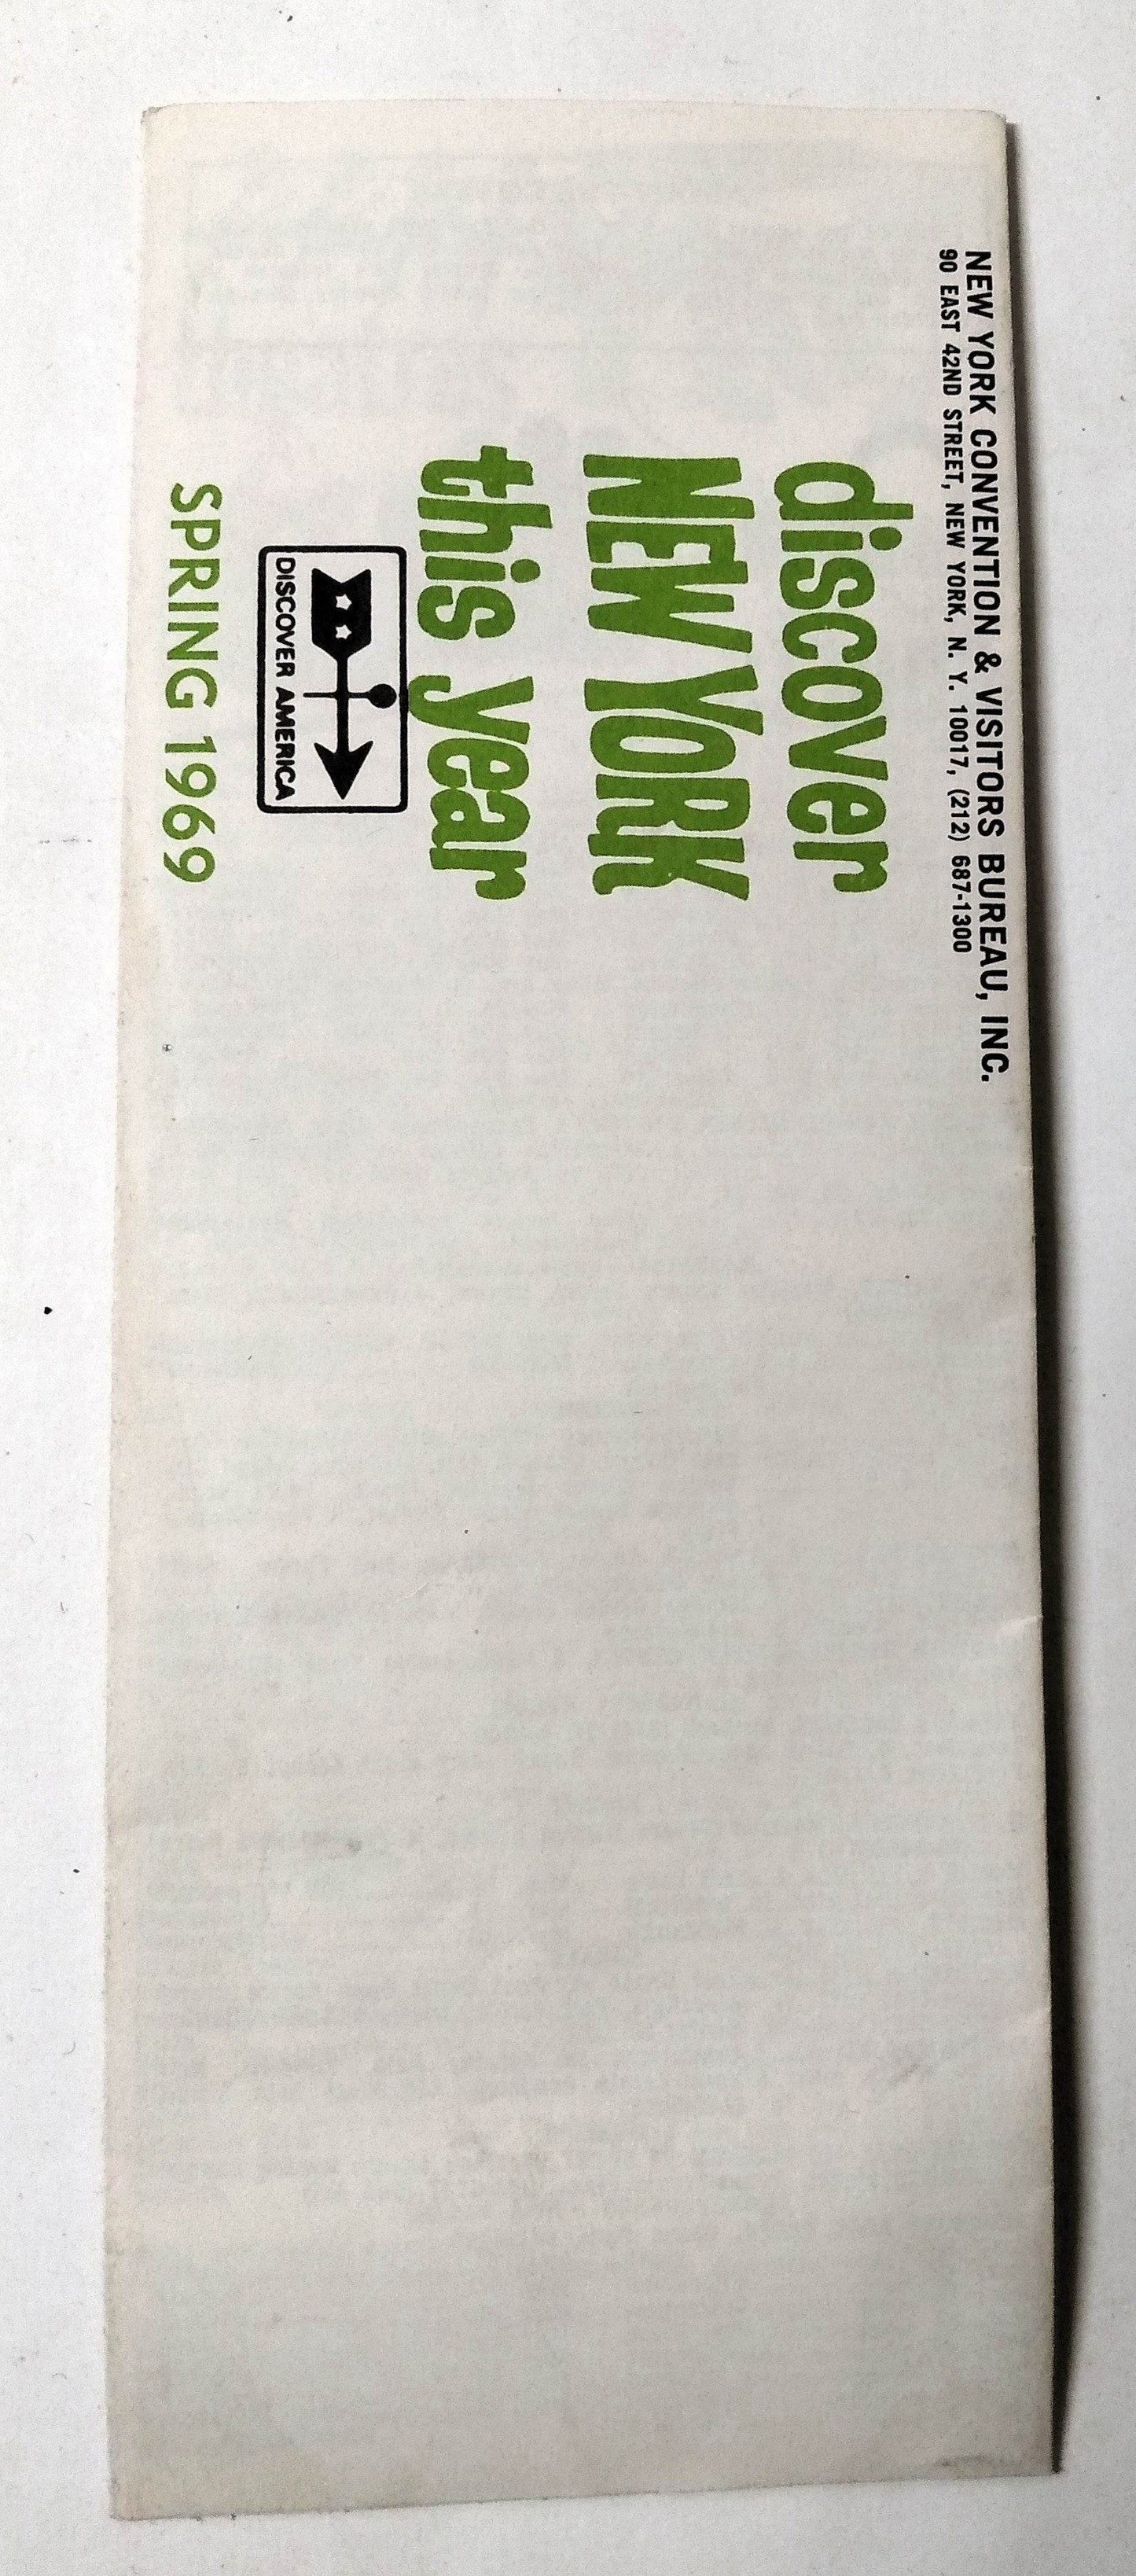 NEW YORK CONVENTION & VISITORS BUREAU, INC.
90 EAST 42ND STREET, NEW YORK, N. Y. 10017, (212) 687-1300
discover
NEW YORK
this year
DISCOVER AMERICA
SPRING 1969